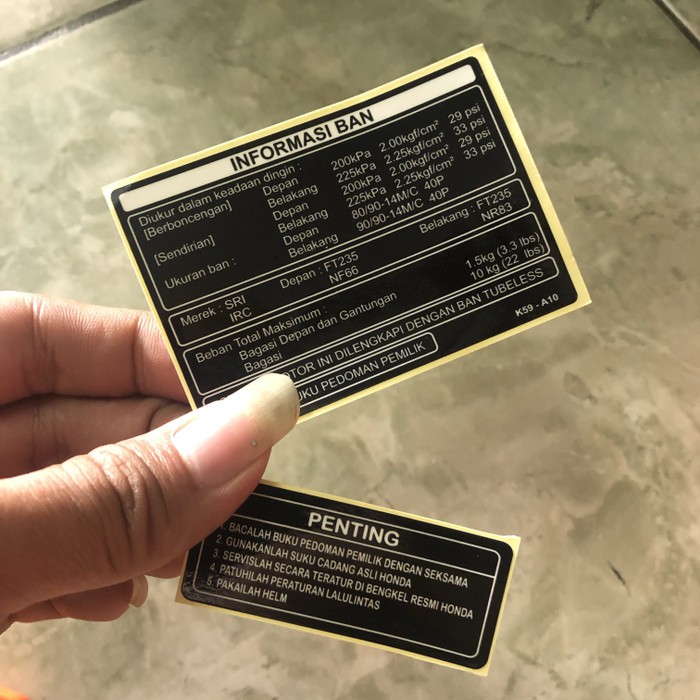 INFORMASI BAN
Diukur dalam keadaan dingin :
[Berboncengan] Depan 200kPa 2.00kgf/cm² 29 psi
Belakang 225kPa 2.25kgf/cm² 33 psi
[Sendirian] Depan 200kPa 2.00kgf/cm² 29 psi
Belakang 225kPa 2.25kgf/cm² 33 psi
Ukuran ban : Depan 80/90-14M/C 40P
Belakang 90/90-14M/C 40P
Merek : SRI Depan : FT235 Belakang : FT235
IRC NF66 NR83
Beban Total Maksimum :
Bagasi Depan dan Gantungan 1.5kg (3.3 lbs)
Bagasi 10 kg (22 lbs)
INI DILENGKAPI DENGAN BAN TUBELESS
PEDOMAN PEMILIK
K59 - A10
PENTING
1. BACALAH BUKU PEDOMAN PEMILIK DENGAN SEKSAMA
2. GUNAKANLAH SUKU CADANG ASLI HONDA
3. SERVISLAH SECARA TERATUR DI BENGKEL RESMI HONDA
4. PATUHILAH PERATURAN LALULINTAS
5. PAKAILAH HELM